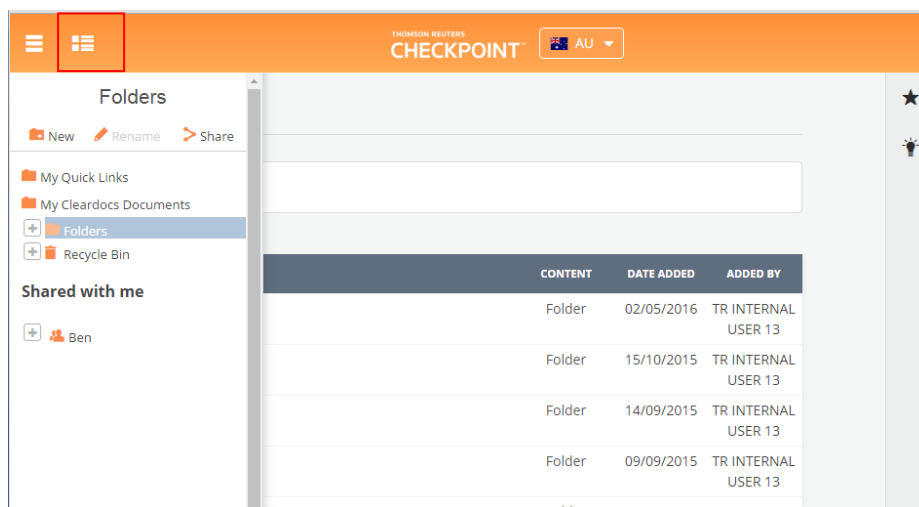 THOMSON REUTERS
CHECKPOINT™
AU
Folders
New Rename Share
My Quick Links
My Cleardocs Documents
Folders
Recycle Bin
Shared with me
Ben
CONTENT DATE ADDED ADDED BY
Folder 02/05/2016 TR INTERNAL
USER 13
Folder 15/10/2015 TR INTERNAL
USER 13
Folder 14/09/2015 TR INTERNAL
USER 13
Folder 09/09/2015 TR INTERNAL
USER 13